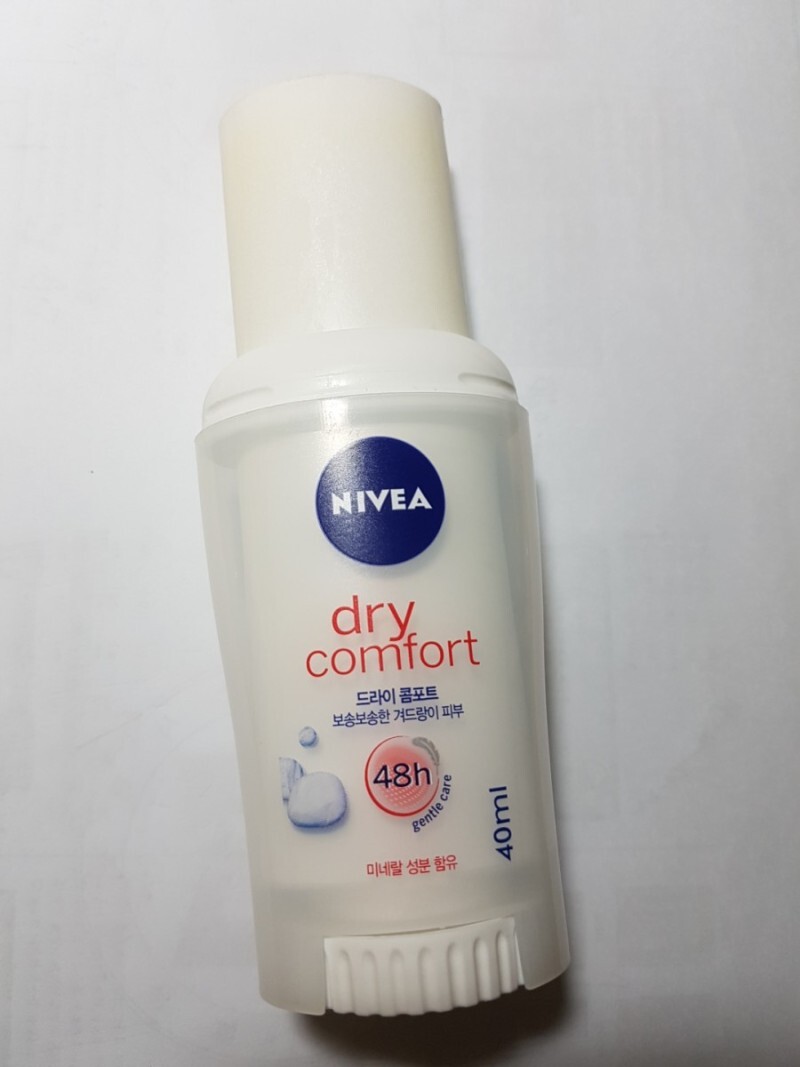 NIVEA
dry
comfort
드라이 콤포트
보송보송한 겨드랑이 피부
48h
gentle care
40ml
미네랄 성분 함유